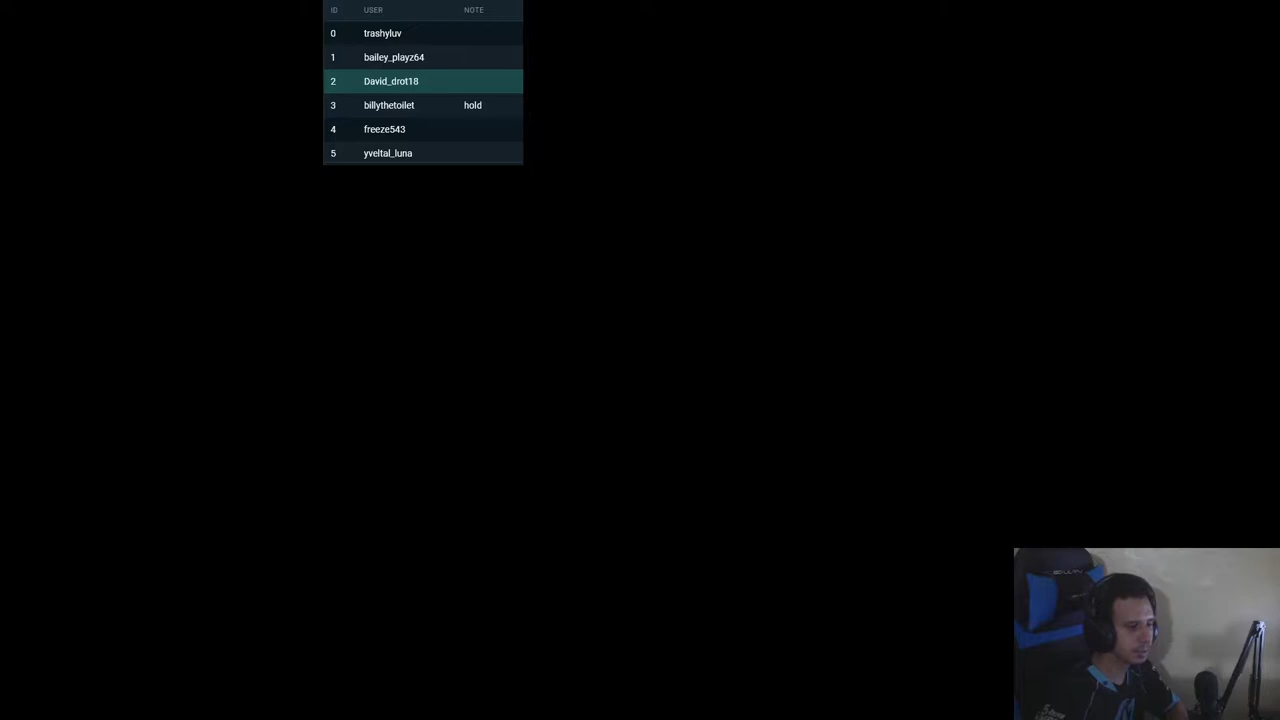 ID USER NOTE
0 trashyluv
1 bailey_playz64
2 David_drot18
3 billythetoilet hold
4 freeze543
5 yveltal_luna